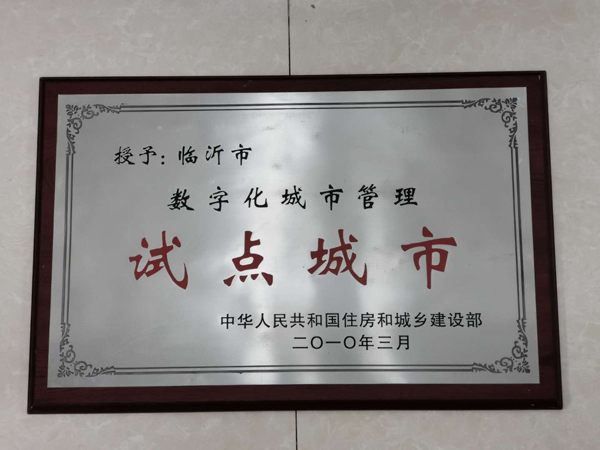 授予：临沂市
数字化城市管理
试点城市
中华人民共和国住房和城乡建设部
二〇一〇年三月